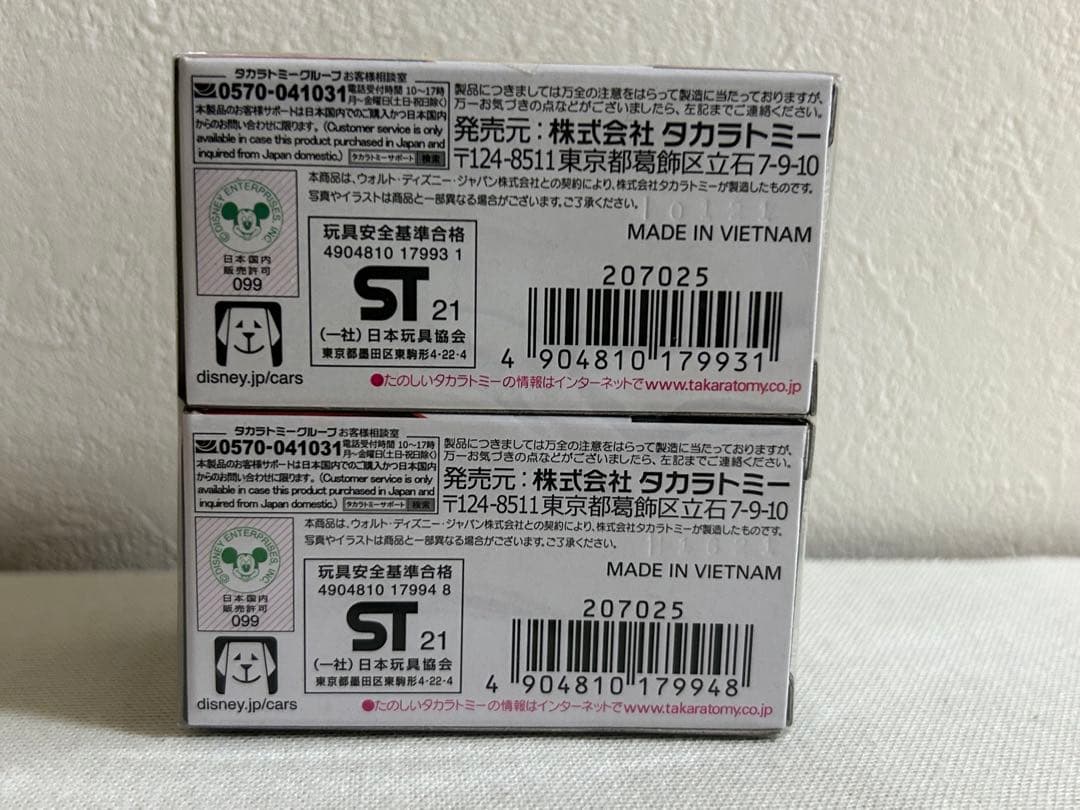 タカラトミーグループお客様相談室
0570-041031 電話受付時間 10〜17時
月〜金曜日(土日・祝日除く)
本製品のお客様サポートは日本国内でのご購入かつ日本国内
からのお問い合わせに限ります。(Customer service is only
available in case this product purchased in Japan and
inquired from Japan domestic.) タカラトミーサポート 検索
製品につきましては万全の注意をはらって製造に当たっておりますが、
万一お気づきの点などがございましたら、左記までご連絡ください。
発売元:株式会社 タカラトミー
〒124-8511東京都葛飾区立石7-9-10
本商品は、ウォルト・ディズニー・ジャパン株式会社との契約により、株式会社タカラトミーが製造したものです。
写真やイラストは商品と一部異なる場合がございます。ご了承ください。
©DISNEY ENTERPRISES, INC.
日本国内
販売許可
099
玩具安全基準合格
4904810 17993 1
ST 21
(一社)日本玩具協会
東京都墨田区東駒形4-22-4
MADE IN VIETNAM
207025
4 904810 179931
disney.jp/cars
●たのしいタカラトミーの情報はインターネットでwww.takaratomy.co.jp
タカラトミーグループお客様相談室
0570-041031 電話受付時間 10〜17時
月〜金曜日(土日・祝日除く)
本製品のお客様サポートは日本国内でのご購入かつ日本国内
からのお問い合わせに限ります。(Customer service is only
available in case this product purchased in Japan and
inquired from Japan domestic.) タカラトミーサポート 検索
製品につきましては万全の注意をはらって製造に当たっておりますが、
万一お気づきの点などがございましたら、左記までご連絡ください。
発売元:株式会社 タカラトミー
〒124-8511東京都葛飾区立石7-9-10
本商品は、ウォルト・ディズニー・ジャパン株式会社との契約により、株式会社タカラトミーが製造したものです。
写真やイラストは商品と一部異なる場合がございます。ご了承ください。
©DISNEY ENTERPRISES, INC.
日本国内
販売許可
099
玩具安全基準合格
4904810 17994 8
ST 21
(一社)日本玩具協会
東京都墨田区東駒形4-22-4
MADE IN VIETNAM
207025
4 904810 179948
disney.jp/cars
●たのしいタカラトミーの情報はインターネットでwww.takaratomy.co.jp